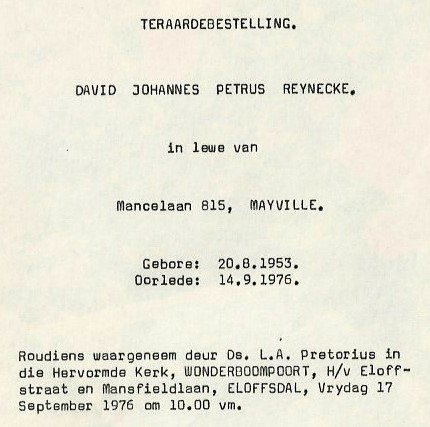 TERAARDEBESTELLING.
DAVID JOHANNES PETRUS REYNECKE.
in lewe van
Mancelaan 815, MAYVILLE.
Gebore: 20.8.1953.
Oorlede: 14.9.1976.
Roudiens waargeneem deur Ds. L.A. Pretorius in
die Hervormde Kerk, WONDERBOOMPOORT, H/v Eloff-
straat en Mansfieldlaan, ELOFFSDAL, Vrydag 17
September 1976 om 10.00 vm.